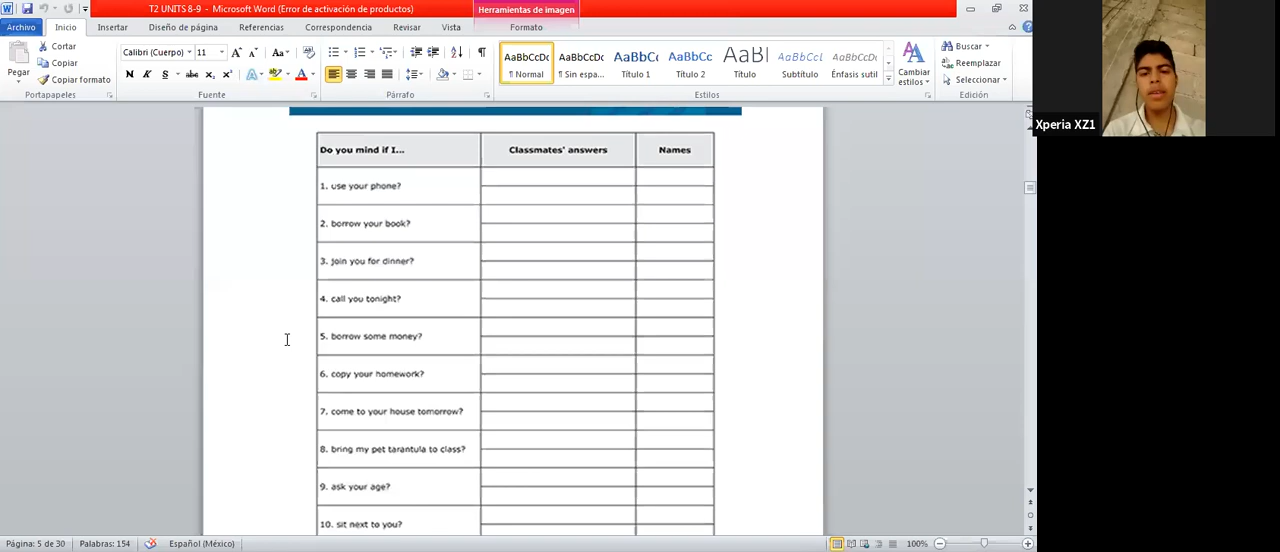 T2 UNITS 8-9 - Microsoft Word (Error de activación de productos)
Herramientas de imagen
Archivo Inicio Insertar Diseño de página Referencias Correspondencia Revisar Vista Formato
Pegar
Cortar
Copiar
Copiar formato
Portapapeles
Calibri (Cuerpo) 11
Fuente
Párrafo
AaBbCcDc AaBbCcDc AaBbC( AaBbCc AaB( AaBbCcL AaBbCcDc
¶ Normal ¶ Sin espa... Título 1 Título 2 Título Subtítulo Énfasis sutil
Cambiar estilos
Estilos
Buscar
Reemplazar
Seleccionar
Edición
Xperia XZ1
Do you mind if I... Classmates' answers Names
1. use your phone?
2. borrow your book?
3. join you for dinner?
4. call you tonight?
5. borrow some money?
6. copy your homework?
7. come to your house tomorrow?
8. bring my pet tarantula to class?
9. ask your age?
10. sit next to you?
Página: 5 de 30 Palabras: 154 Español (México) 100%